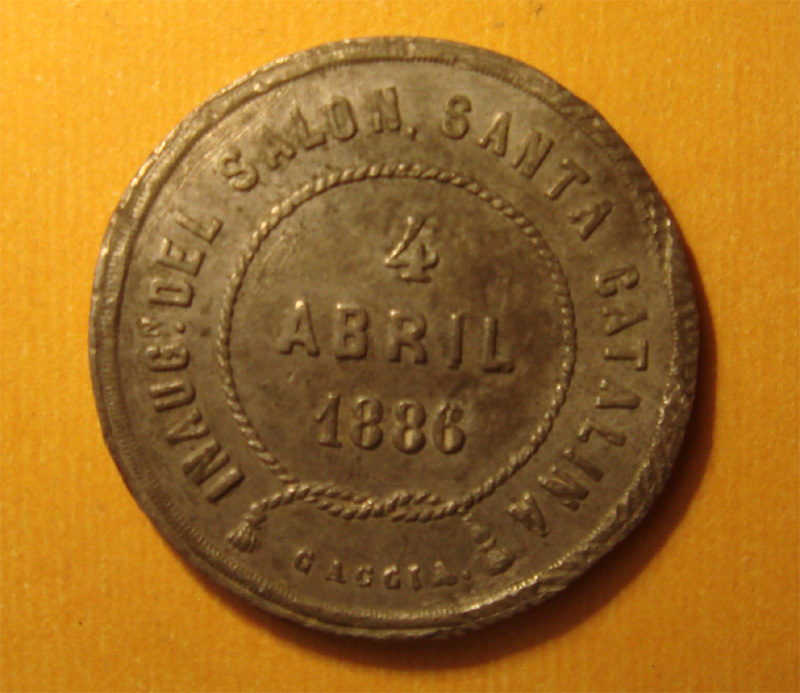 INAUGN. DEL SALON. SANTA CATALINA
4
ABRIL
1886
GAGGIA.